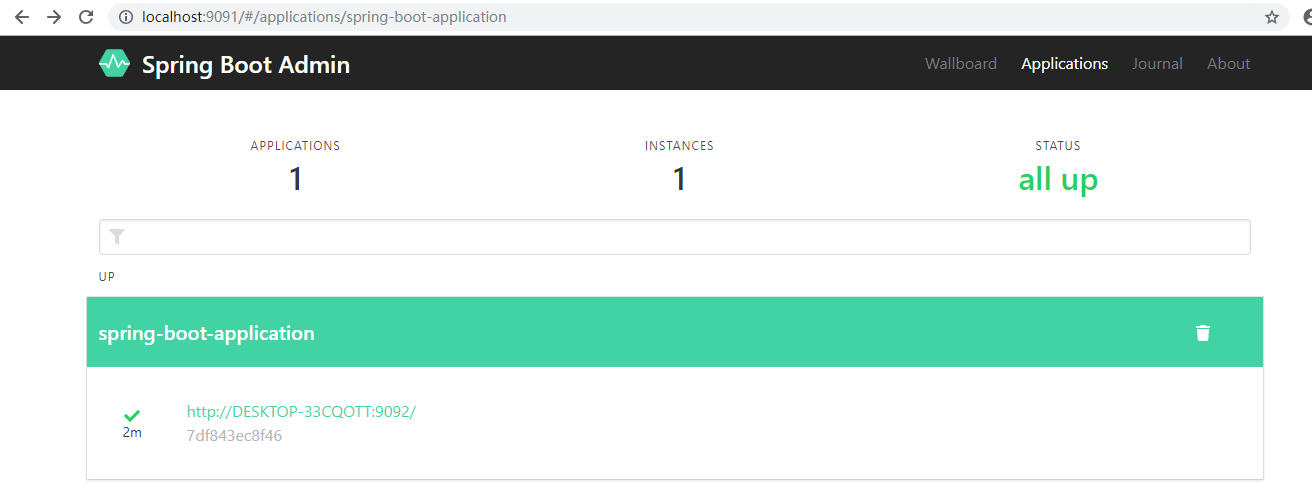 localhost:9091/#/applications/spring-boot-application
Spring Boot Admin Wallboard Applications Journal About
APPLICATIONS INSTANCES STATUS
1 1 all up
UP
spring-boot-application
http://DESKTOP-33CQOTT:9092/
2m
7df843ec8f46